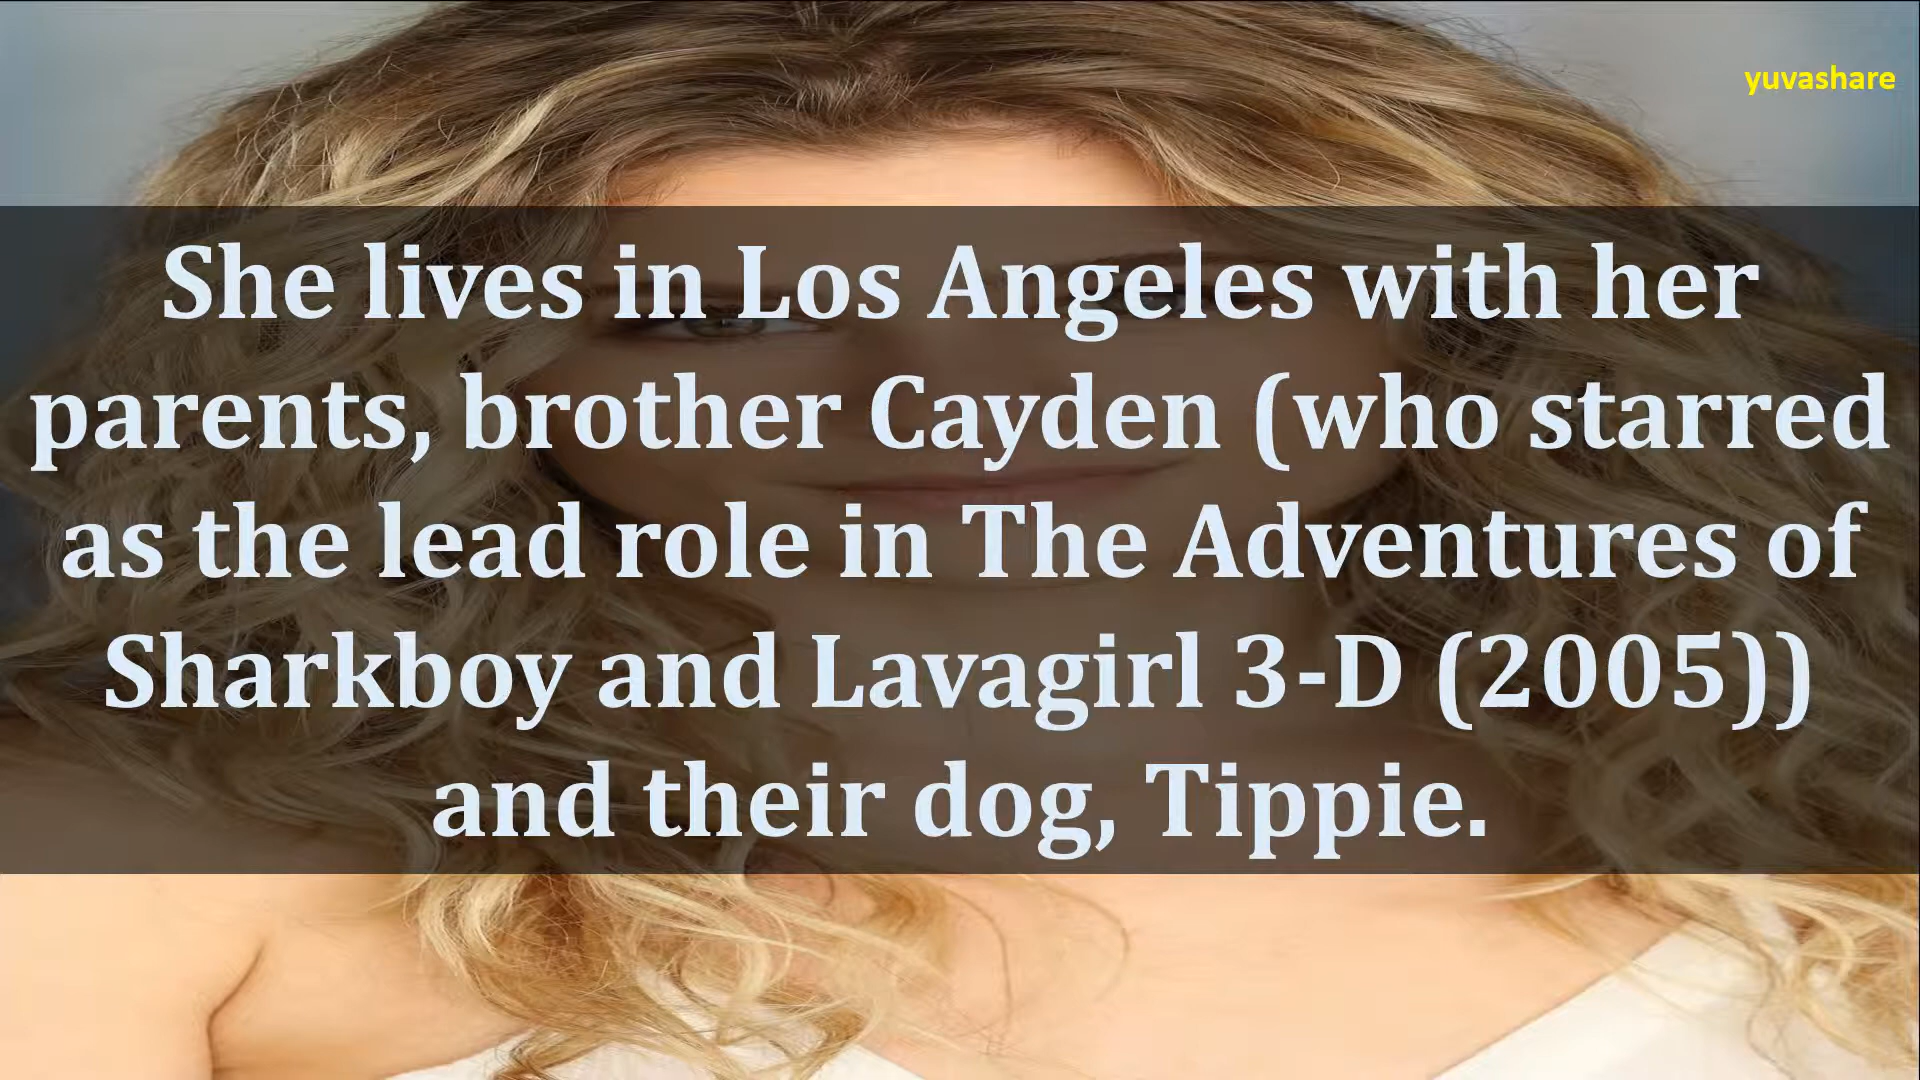 yuvashare
She lives in Los Angeles with her
parents, brother Cayden (who starred
as the lead role in The Adventures of
Sharkboy and Lavagirl 3-D (2005))
and their dog, Tippie.